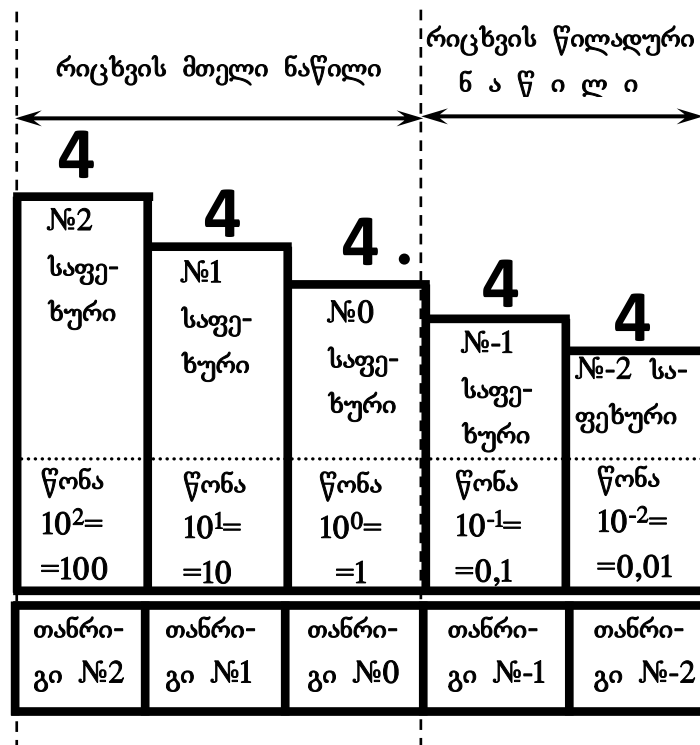 რიცხვის მთელი ნაწილი
რიცხვის წილადური
ნ ა წ ი ლ ი
4
4
4 .
4
4
№2
საფე-
ხური
№1
საფე-
ხური
№0
საფე-
ხური
№-1
საფე-
ხური
№-2 სა-
ფეხური
წონა
10²=
=100
წონა
10¹=
=10
წონა
10⁰=
=1
წონა
10⁻¹=
=0,1
წონა
10⁻²=
=0,01
თანრი-
გი №2
თანრი-
გი №1
თანრი-
გი №0
თანრი-
გი №-1
თანრი-
გი №-2